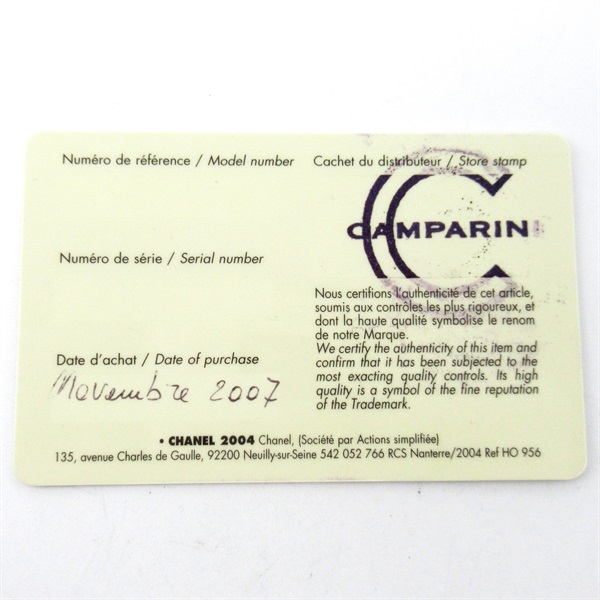 Numéro de référence / Model number
Cachet du distributeur / Store stamp
CAMPARINI
Numéro de série / Serial number
Nous certifions l'authenticité de cet article,
soumis aux contrôles les plus rigoureux, et
dont la haute qualité symbolise le renom
de notre Marque.
We certify the authenticity of this item and
confirm that it has been subjected to the
most exacting quality controls. Its high
quality is a symbol of the fine reputation
of the Trademark.
Date d'achat / Date of purchase
Novembre 2007
• CHANEL 2004 Chanel, (Société par Actions simplifiée)
135, avenue Charles de Gaulle, 92200 Neuilly-sur-Seine 542 052 766 RCS Nanterre/2004 Ref HO 956